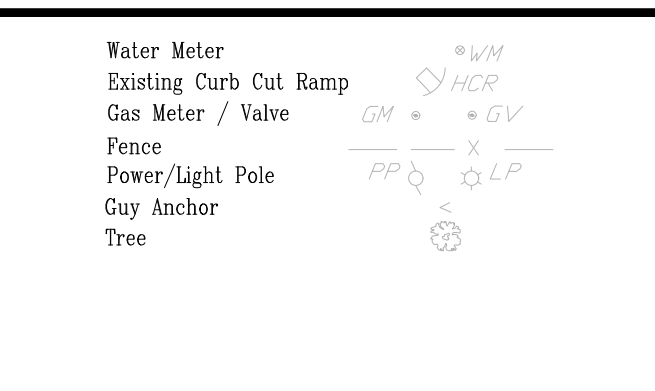 Water Meter WM
Existing Curb Cut Ramp HCR
Gas Meter / Valve GM GV
Fence X
Power/Light Pole PP LP
Guy Anchor <
Tree